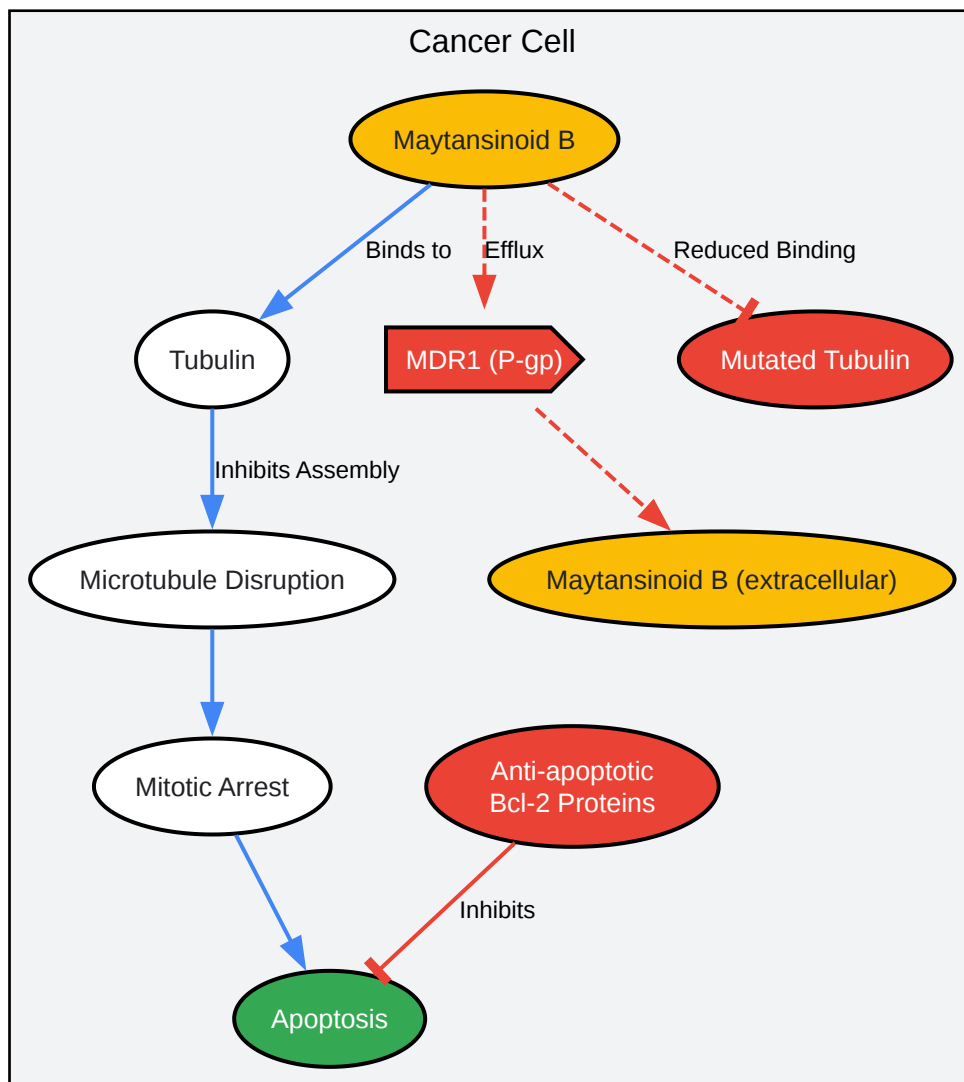 Cancer Cell
Maytansinoid B
Binds to
Efflux
Reduced Binding
Tubulin
MDR1 (P-gp)
Mutated Tubulin
Inhibits Assembly
Microtubule Disruption
Maytansinoid B (extracellular)
Mitotic Arrest
Anti-apoptotic
Bcl-2 Proteins
Inhibits
Apoptosis